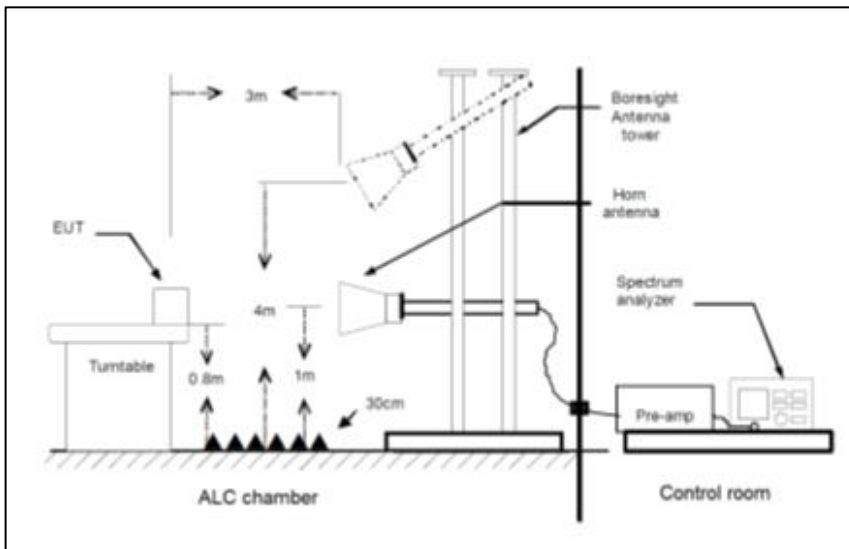 3m
Boresight
Antenna
tower
Horn
antenna
EUT
Spectrum
analyzer
4m
Turntable
0.8m
1m
30cm
Pre-amp
ALC chamber
Control room